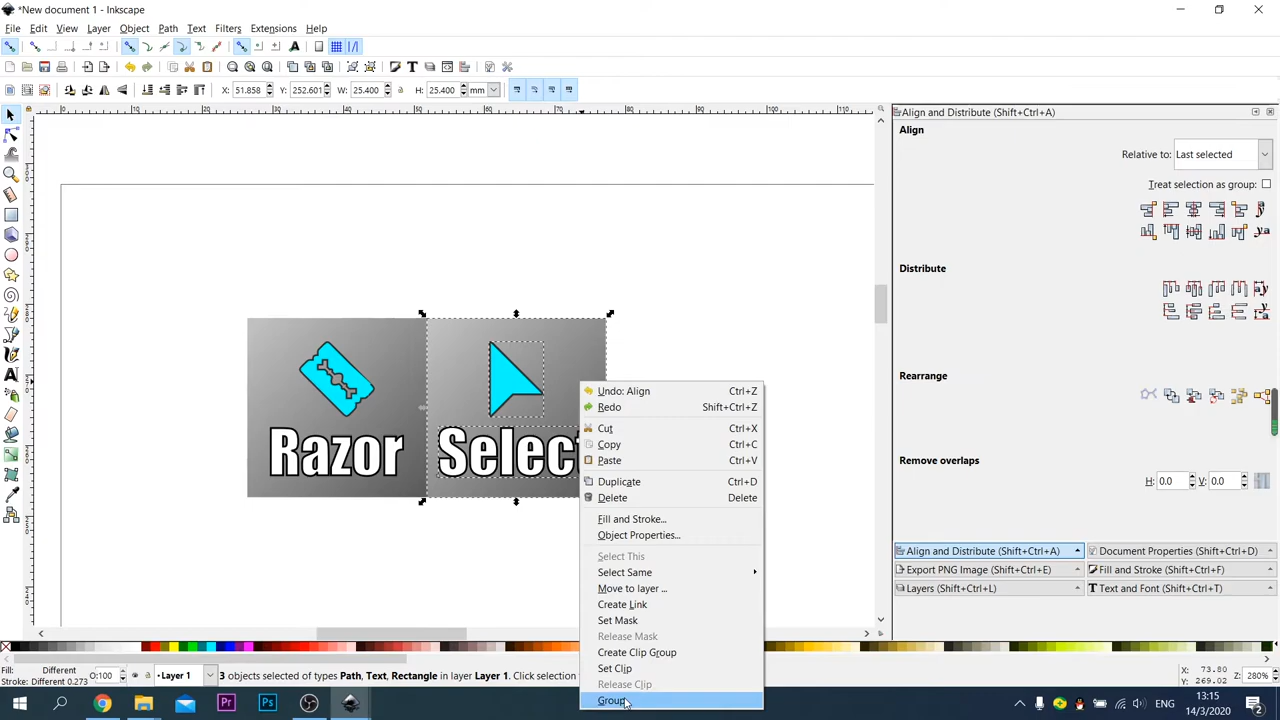 *New document 1 - Inkscape
File Edit View Layer Object Path Text Filters Extensions Help
X: 51.858 Y: 252.601 W: 25.400 H: 25.400 mm
Align and Distribute (Shift+Ctrl+A)
Align
Relative to: Last selected
Treat selection as group:
Distribute
Rearrange
Remove overlaps
H: 0.0 V: 0.0
Align and Distribute (Shift+Ctrl+A) Document Properties (Shift+Ctrl+D)
Export PNG Image (Shift+Ctrl+E) Fill and Stroke (Shift+Ctrl+F)
Layers (Shift+Ctrl+L) Text and Font (Shift+Ctrl+T)
Razor Select
Undo: Align Ctrl+Z
Redo Shift+Ctrl+Z
Cut Ctrl+X
Copy Ctrl+C
Paste Ctrl+V
Duplicate Ctrl+D
Delete Delete
Fill and Stroke...
Object Properties...
Select This
Select Same
Move to layer ...
Create Link
Set Mask
Release Mask
Create Clip Group
Set Clip
Release Clip
Group
Fill: Different
Stroke: Different 0.273
O: 100
Layer 1
3 objects selected of types Path, Text, Rectangle in layer Layer 1. Click selection
X: 73.80
Y: 269.02
Z: 280%
Pr Ps
ENG
13:15
14/3/2020
2